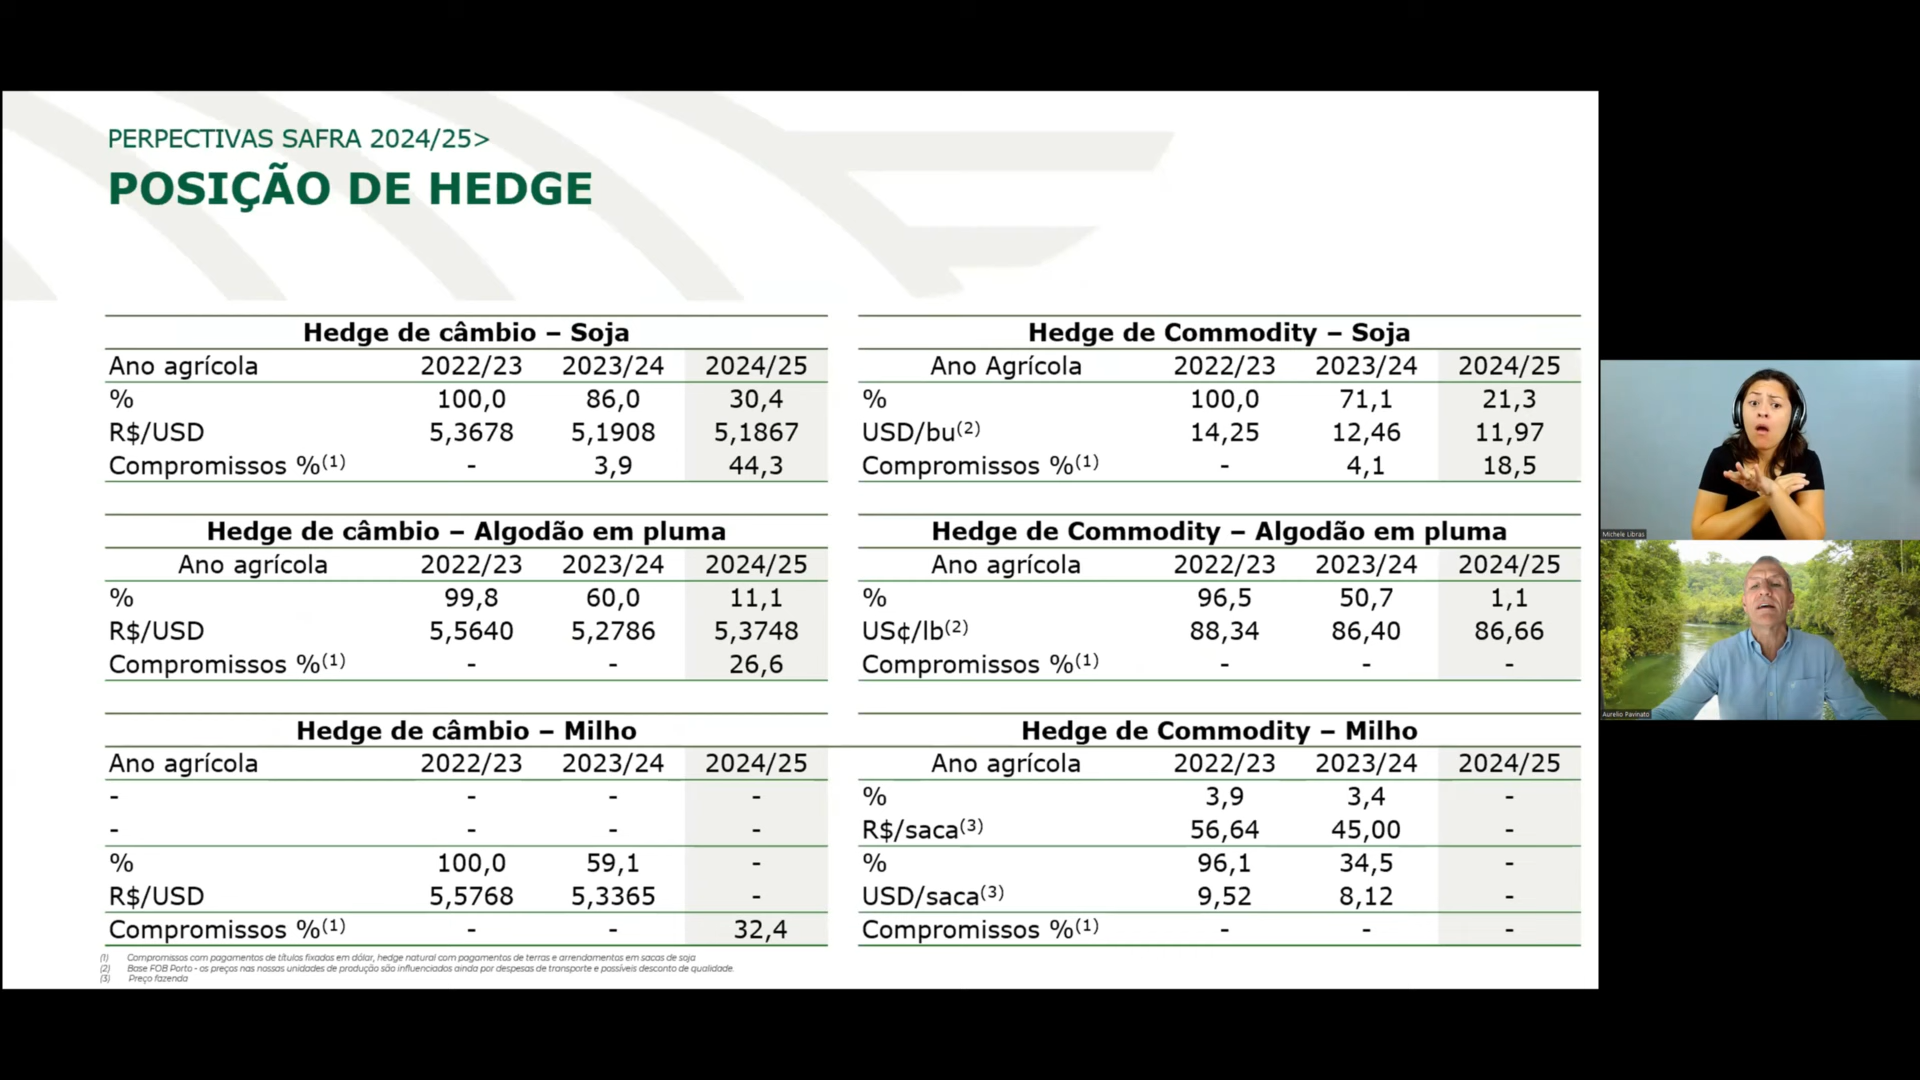 PERPECTIVAS SAFRA 2024/25>
POSIÇÃO DE HEDGE
Hedge de câmbio – Soja
Ano agrícola 2022/23 2023/24 2024/25
% 100,0 86,0 30,4
R$/USD 5,3678 5,1908 5,1867
Compromissos %(1) - 3,9 44,3
Hedge de Commodity – Soja
Ano Agrícola 2022/23 2023/24 2024/25
% 100,0 71,1 21,3
USD/bu(2) 14,25 12,46 11,97
Compromissos %(1) - 4,1 18,5
Hedge de câmbio – Algodão em pluma
Ano agrícola 2022/23 2023/24 2024/25
% 99,8 60,0 11,1
R$/USD 5,5640 5,2786 5,3748
Compromissos %(1) - - 26,6
Hedge de Commodity – Algodão em pluma
Ano agrícola 2022/23 2023/24 2024/25
% 96,5 50,7 1,1
US¢/lb(2) 88,34 86,40 86,66
Compromissos %(1) - - -
Hedge de câmbio – Milho
Ano agrícola 2022/23 2023/24 2024/25
- - - -
- - - -
% 100,0 59,1 -
R$/USD 5,5768 5,3365 -
Compromissos %(1) - - 32,4
Hedge de Commodity – Milho
Ano agrícola 2022/23 2023/24 2024/25
% 3,9 3,4 -
R$/saca(3) 56,64 45,00 -
% 96,1 34,5 -
USD/saca(3) 9,52 8,12 -
Compromissos %(1) - - -
(1) Compromissos com pagamentos de títulos fixados em dólar, hedge natural com pagamentos de terras e arrendamentos em sacas de soja
(2) Base FOB Porto - os preços nas nossas unidades de produção são influenciados ainda por despesas de transporte e possíveis desconto de qualidade.
(3) Preço fazenda
Michele Libras
Aurelio Pavinato